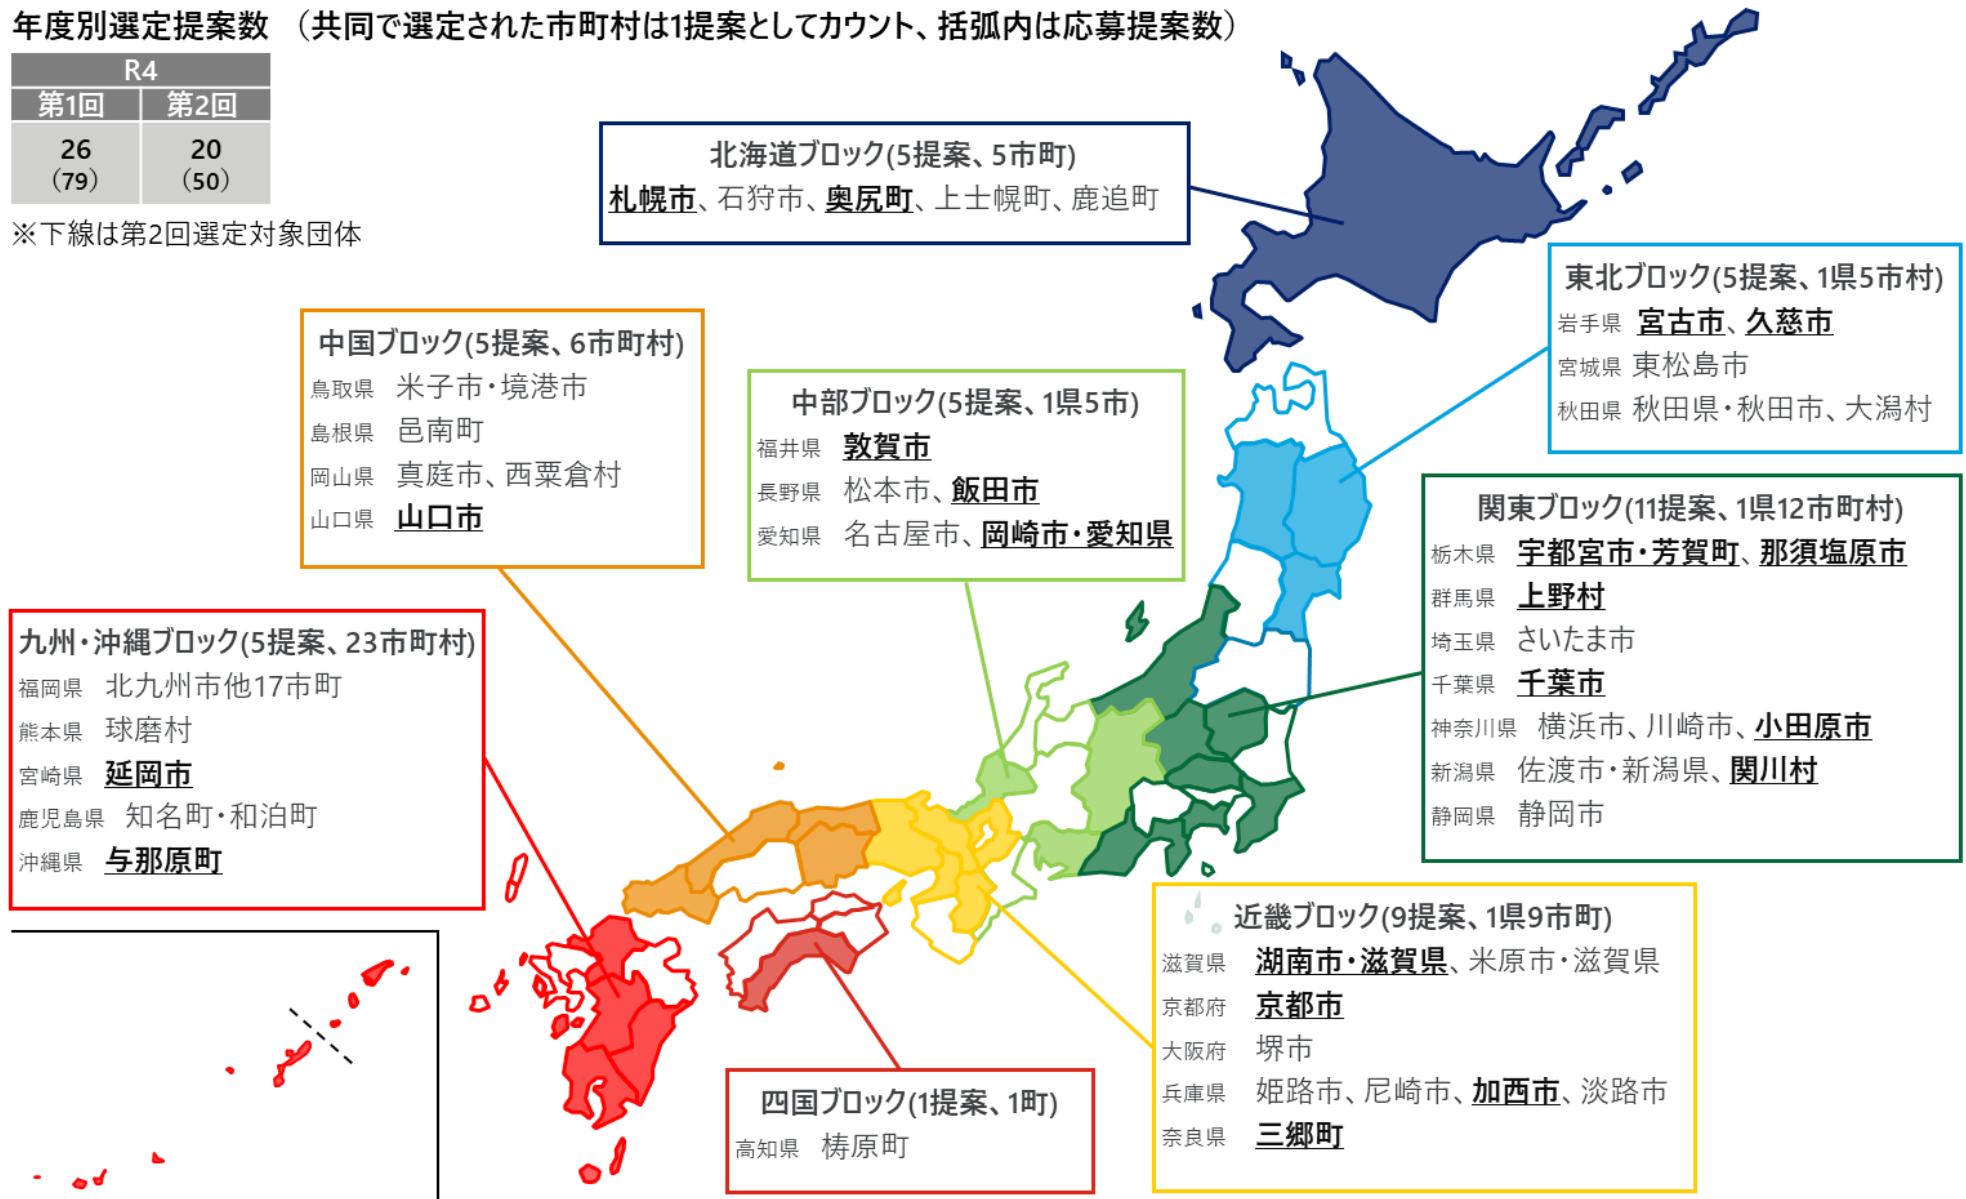 年度別選定提案数 （共同で選定された市町村は1提案としてカウント、括弧内は応募提案数）
R4
第1回 第2回
26 20
（79） （50）
※下線は第2回選定対象団体
北海道ブロック(5提案、5市町)
札幌市、石狩市、奥尻町、上士幌町、鹿追町
東北ブロック(5提案、1県5市村)
岩手県 宮古市、久慈市
宮城県 東松島市
秋田県 秋田県・秋田市、大潟村
中国ブロック(5提案、6市町村)
鳥取県 米子市・境港市
島根県 邑南町
岡山県 真庭市、西粟倉村
山口県 山口市
中部ブロック(5提案、1県5市)
福井県 敦賀市
長野県 松本市、飯田市
愛知県 名古屋市、岡崎市・愛知県
関東ブロック(11提案、1県12市町村)
栃木県 宇都宮市・芳賀町、那須塩原市
群馬県 上野村
埼玉県 さいたま市
千葉県 千葉市
神奈川県 横浜市、川崎市、小田原市
新潟県 佐渡市・新潟県、関川村
静岡県 静岡市
九州・沖縄ブロック(5提案、23市町村)
福岡県 北九州市他17市町
熊本県 球磨村
宮崎県 延岡市
鹿児島県 知名町・和泊町
沖縄県 与那原町
近畿ブロック(9提案、1県9市町)
滋賀県 湖南市・滋賀県、米原市・滋賀県
京都府 京都市
大阪府 堺市
兵庫県 姫路市、尼崎市、加西市、淡路市
奈良県 三郷町
四国ブロック(1提案、1町)
高知県 梼原町